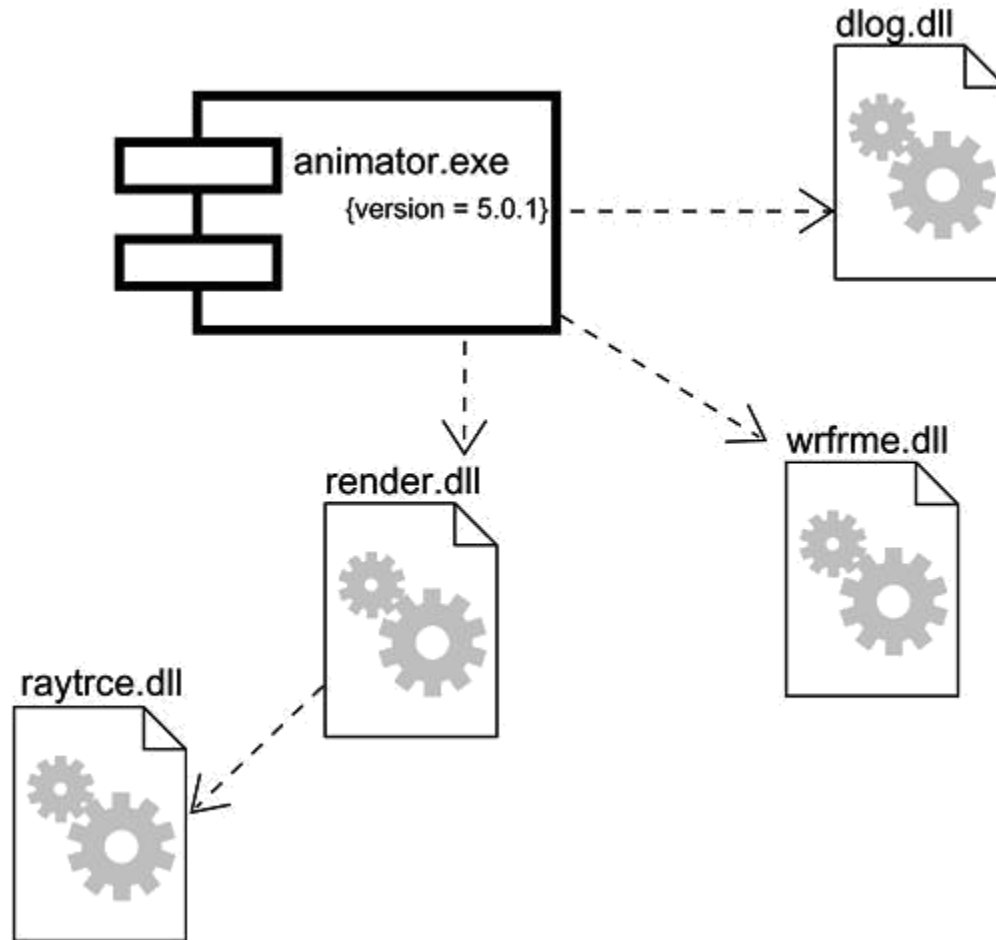 dlog.dll
animator.exe
{version = 5.0.1}
wrfrme.dll
render.dll
raytrce.dll